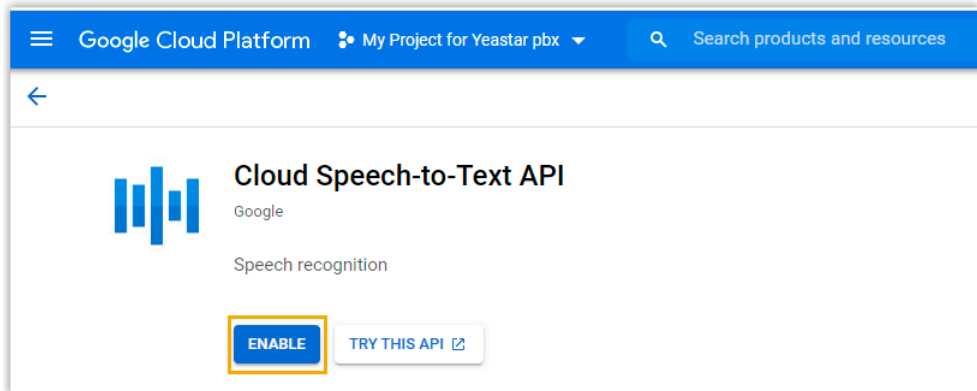 Google Cloud Platform My Project for Yeastar pbx Search products and resources
Cloud Speech-to-Text API
Google
Speech recognition
ENABLE TRY THIS API